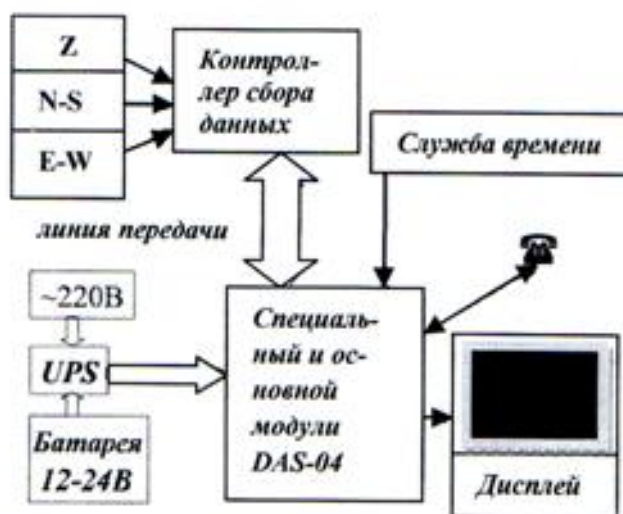 Z
N-S
E-W
Контрол-
лер сбора
данных
Служба времени
линия передачи
~220В
UPS
Батарея
12-24В
Специаль-
ный и ос-
новной
модули
DAS-04
Дисплей